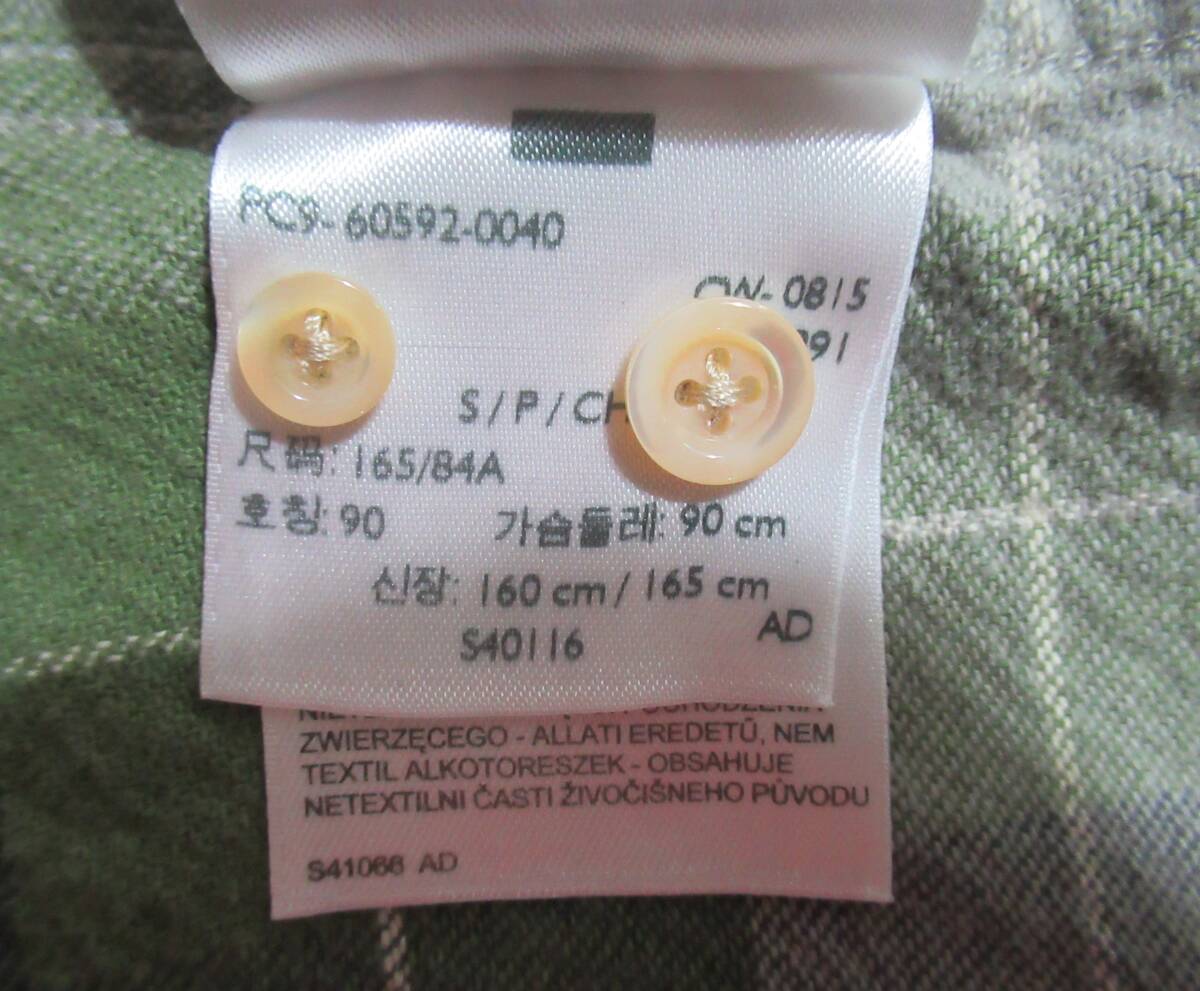 PC9-60592-0040
CW-0815
S/P/CH
尺码: 165/84A
호칭: 90 가슴둘레: 90 cm
신장: 160 cm / 165 cm
AD
S40116
ZWIERZĘCEGO - ALLATI EREDETŰ, NEM
TEXTIL ALKOTORESZEK - OBSAHUJE
NETEXTILNI ČASTI ŽIVOČIŠNEHO PŮVODU
S41066 AD